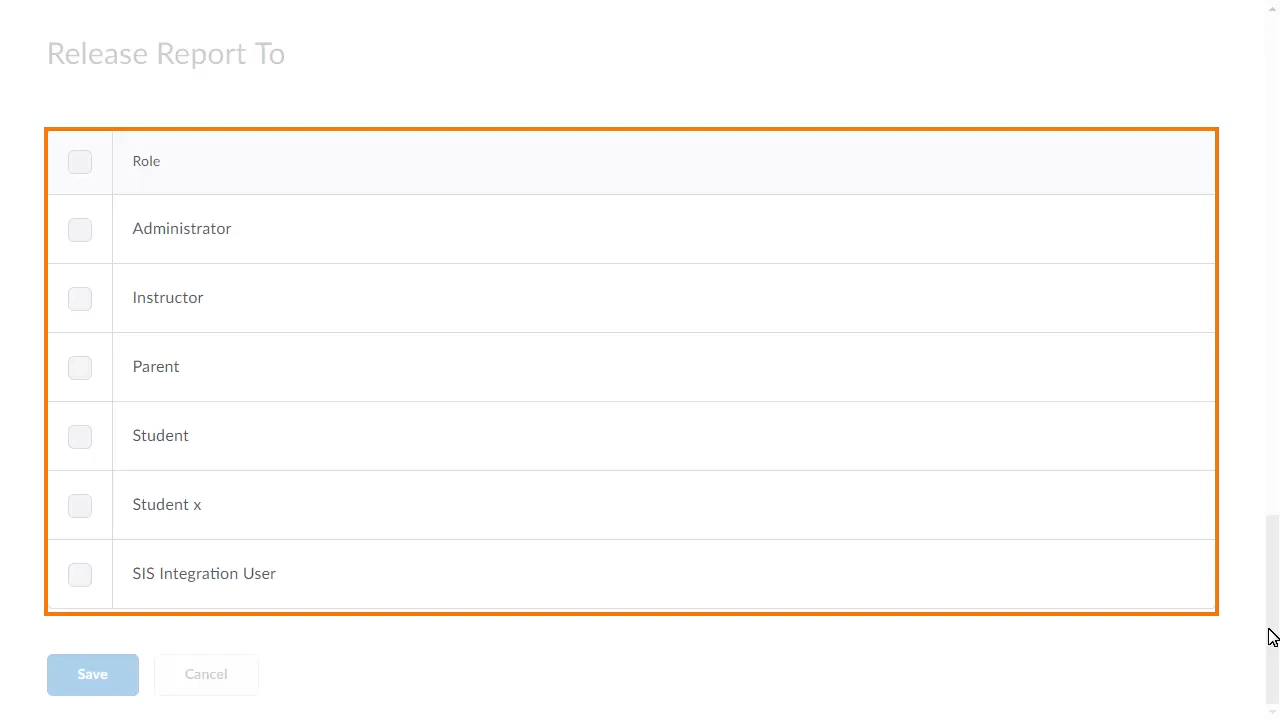 Release Report To
Role
Administrator
Instructor
Parent
Student
Student x
SIS Integration User
Save
Cancel